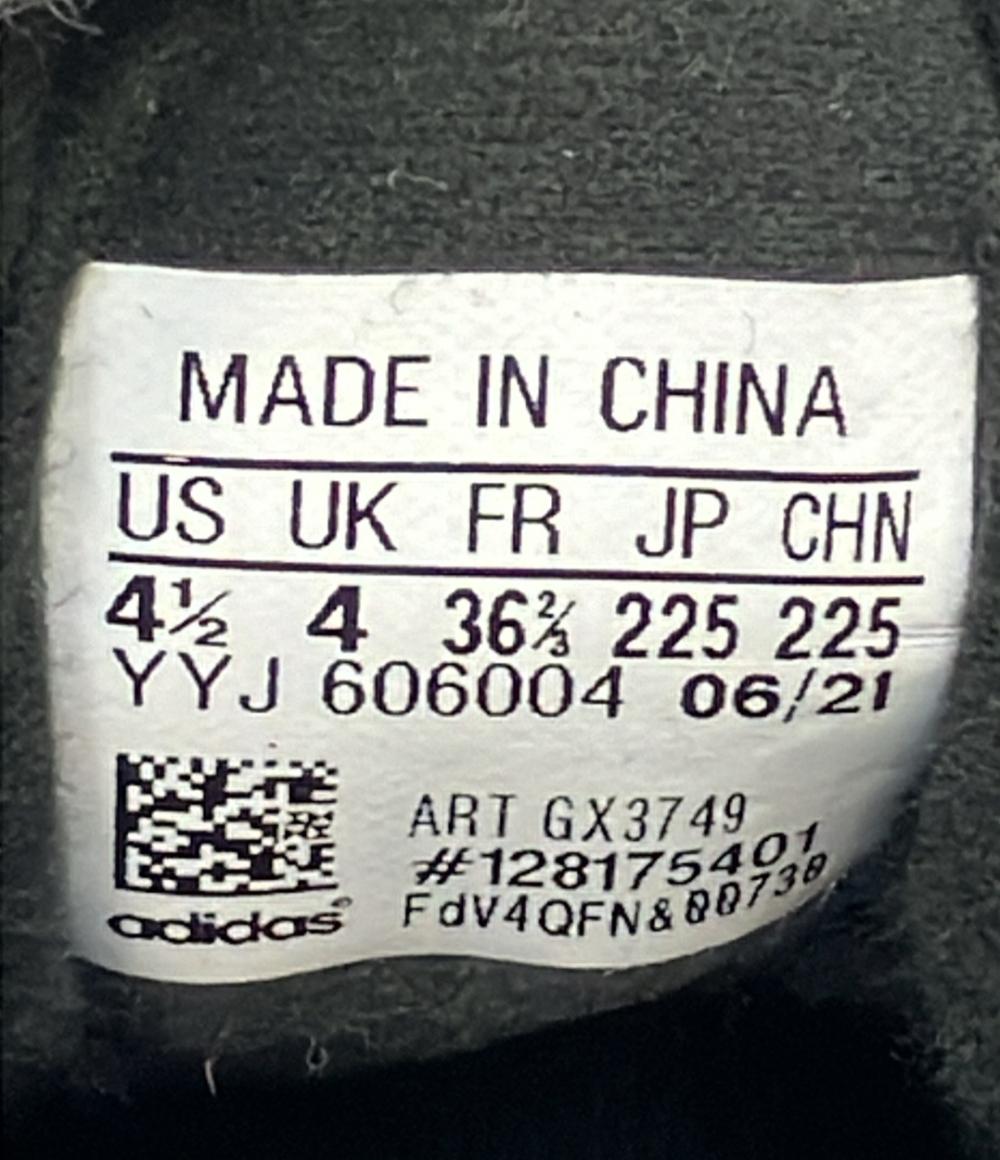 MADE IN CHINA
US UK FR JP CHN
4½ 4 36⅔ 225 225
YYJ 606004 06/21
ART GX3749
#128175401
FdV4QFN&00738
adidas®